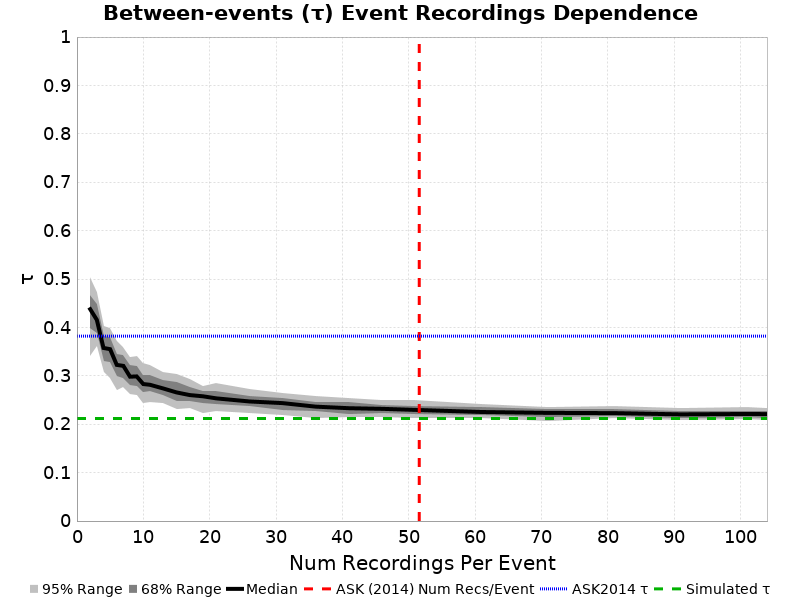 Between-events (τ) Event Recordings Dependence
1
0.9
0.8
0.7
0.6
0.5
0.4
0.3
0.2
0.1
0
τ
0 10 20 30 40 50 60 70 80 90 100
Num Recordings Per Event
95% Range 68% Range Median ASK (2014) Num Recs/Event ASK2014 τ Simulated τ